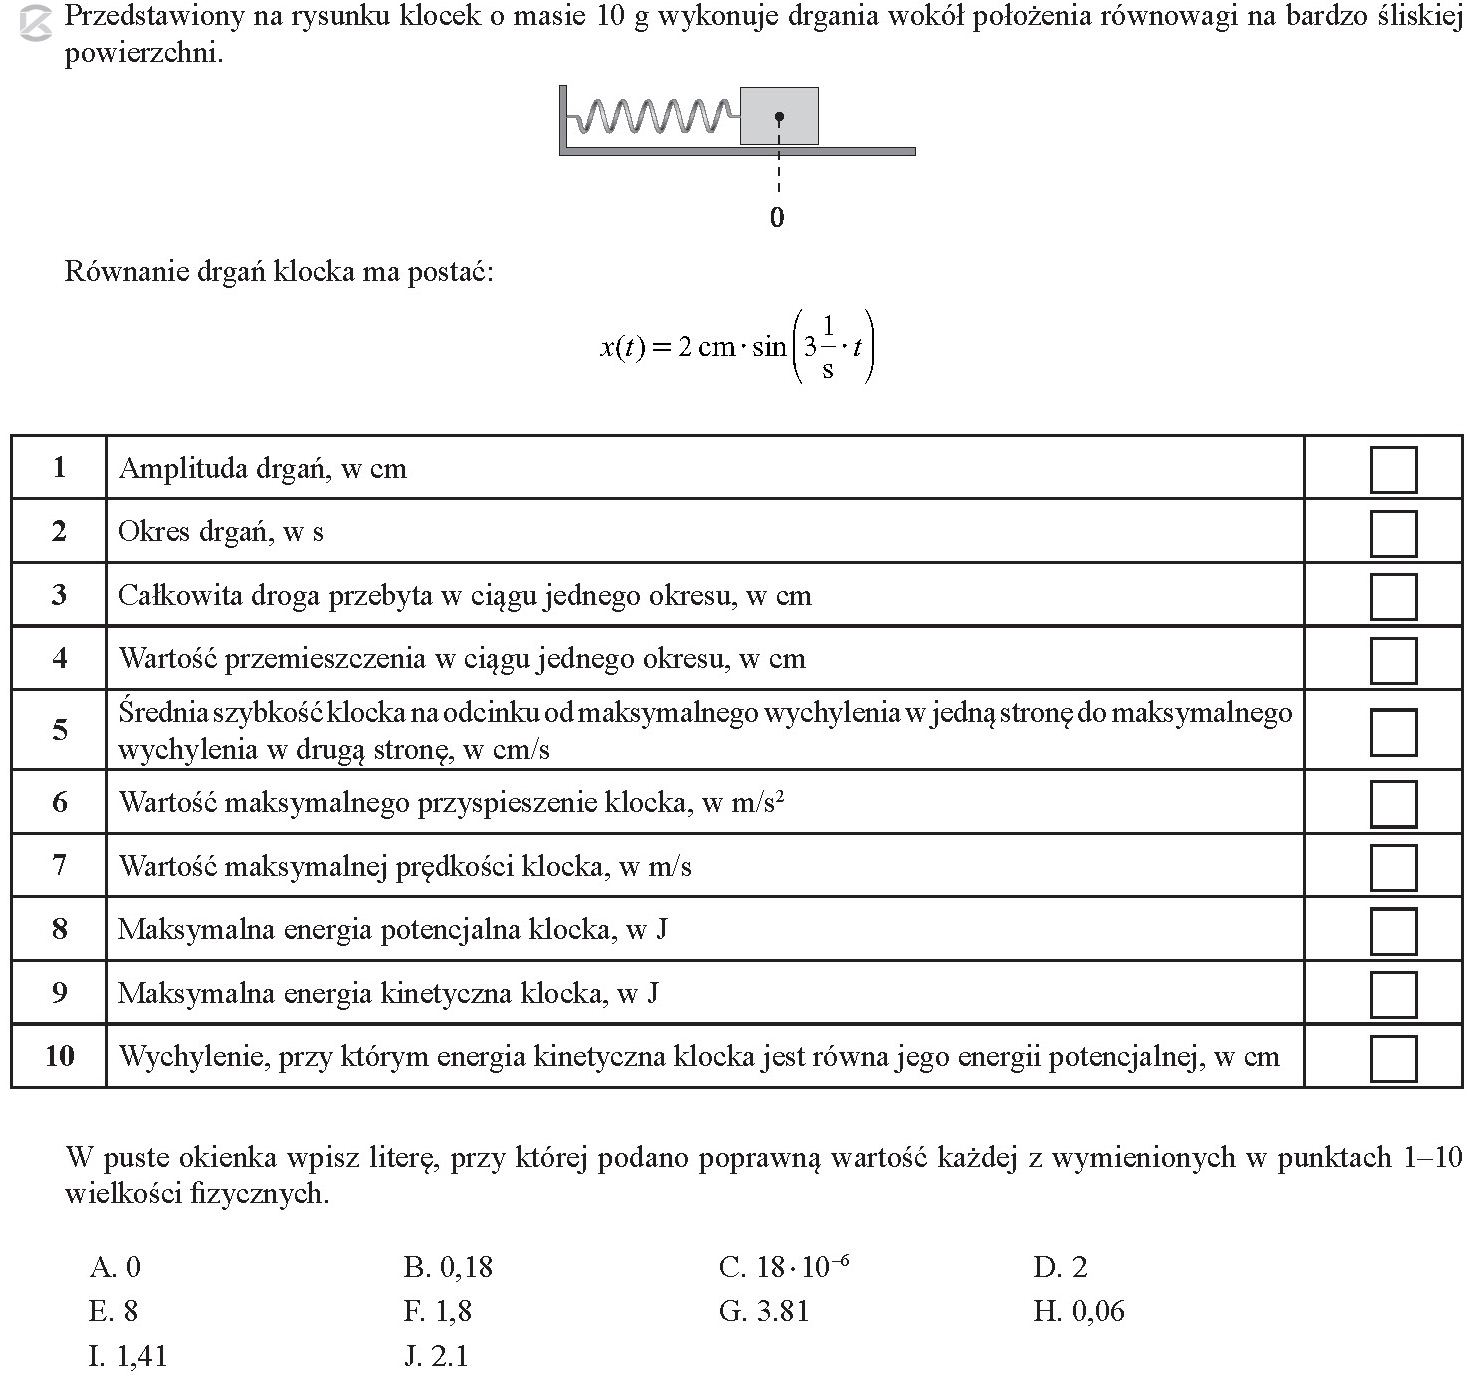 Przedstawiony na rysunku klocek o masie 10 g wykonuje drgania wokół położenia równowagi na bardzo śliskiej
powierzchni.
0
Równanie drgań klocka ma postać:
x(t) = 2 cm · sin(3 1/s · t)
1 Amplituda drgań, w cm
2 Okres drgań, w s
3 Całkowita droga przebyta w ciągu jednego okresu, w cm
4 Wartość przemieszczenia w ciągu jednego okresu, w cm
5 Średnia szybkość klocka na odcinku od maksymalnego wychylenia w jedną stronę do maksymalnego
wychylenia w drugą stronę, w cm/s
6 Wartość maksymalnego przyspieszenie klocka, w m/s²
7 Wartość maksymalnej prędkości klocka, w m/s
8 Maksymalna energia potencjalna klocka, w J
9 Maksymalna energia kinetyczna klocka, w J
10 Wychylenie, przy którym energia kinetyczna klocka jest równa jego energii potencjalnej, w cm
W puste okienka wpisz literę, przy której podano poprawną wartość każdej z wymienionych w punktach 1–10
wielkości fizycznych.
A. 0 B. 0,18 C. 18·10⁻⁶ D. 2
E. 8 F. 1,8 G. 3.81 H. 0,06
I. 1,41 J. 2.1